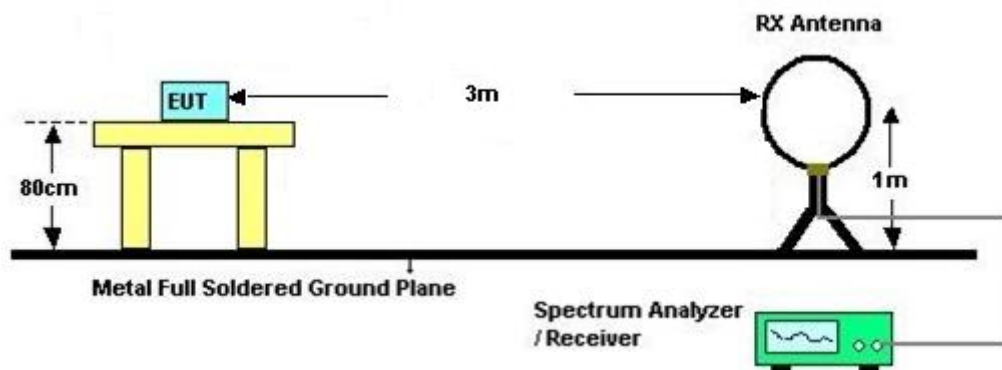 RX Antenna
EUT
3m
80cm
1m
Metal Full Soldered Ground Plane
Spectrum Analyzer
/ Receiver